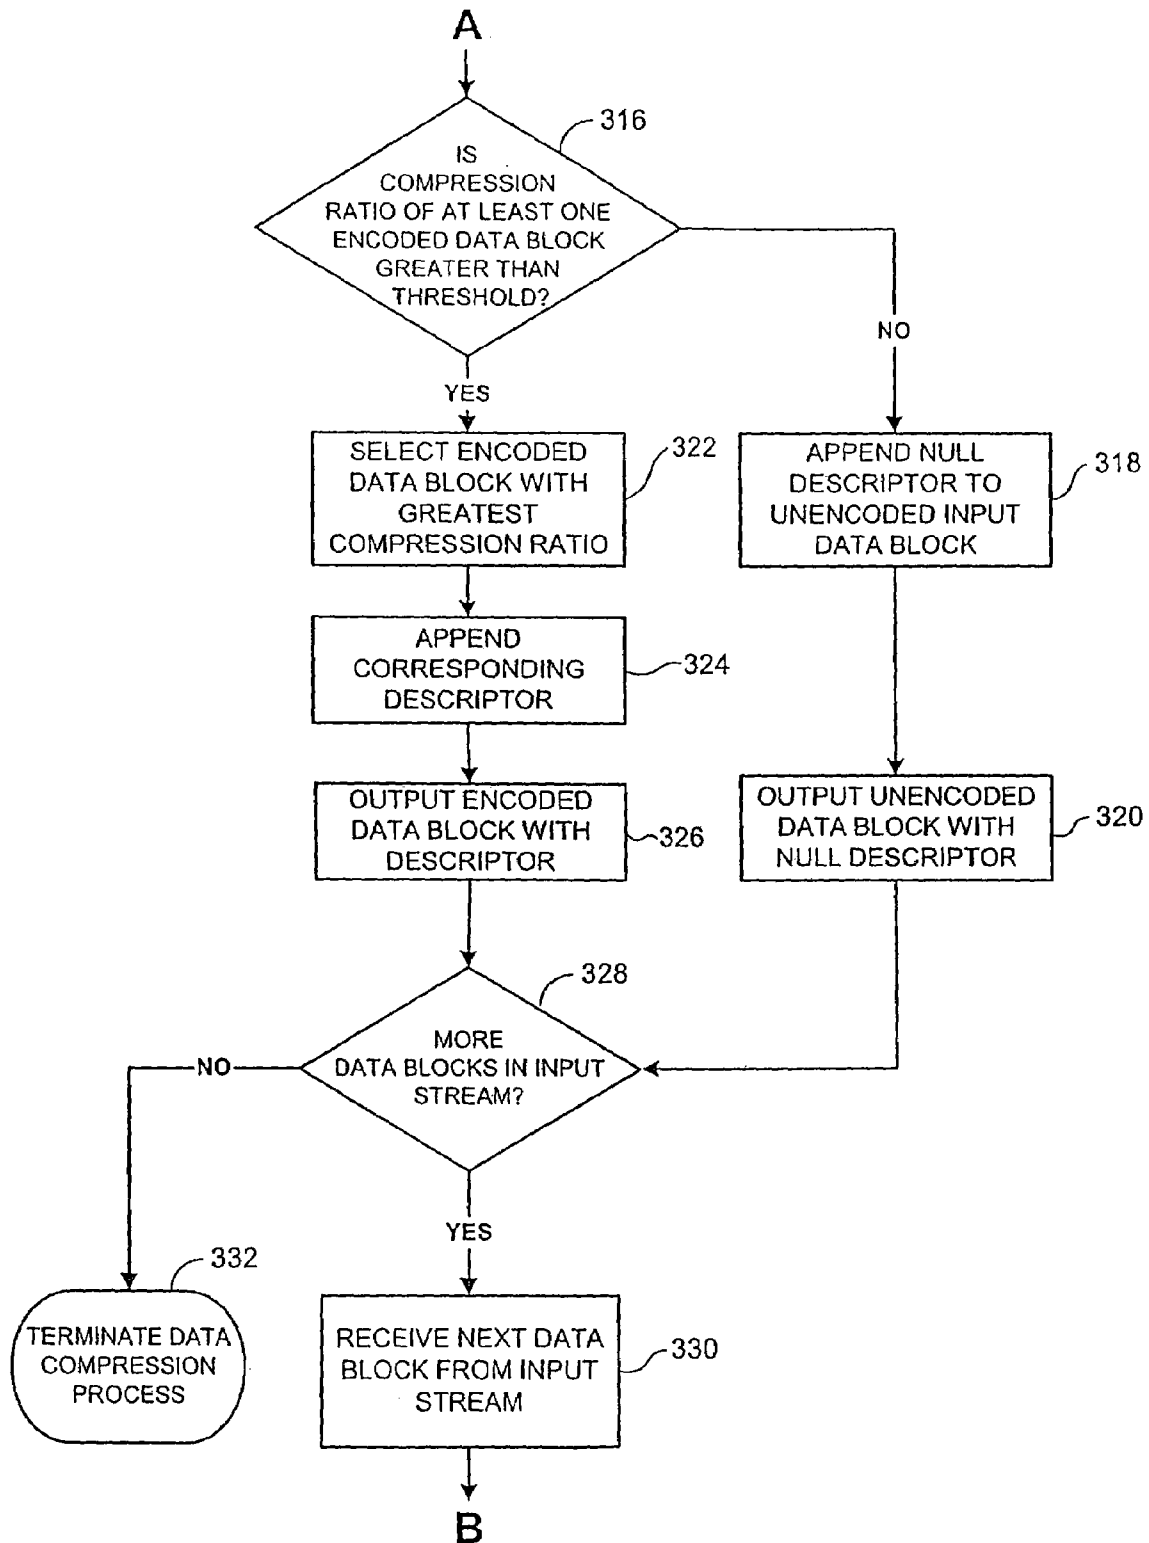 A
316
IS
COMPRESSION
RATIO OF AT LEAST ONE
ENCODED DATA BLOCK
GREATER THAN
THRESHOLD?
NO
YES
SELECT ENCODED
DATA BLOCK WITH
GREATEST
COMPRESSION RATIO
322
APPEND NULL
DESCRIPTOR TO
UNENCODED INPUT
DATA BLOCK
318
APPEND
CORRESPONDING
DESCRIPTOR
324
OUTPUT ENCODED
DATA BLOCK WITH
DESCRIPTOR
326
OUTPUT UNENCODED
DATA BLOCK WITH
NULL DESCRIPTOR
320
328
MORE
DATA BLOCKS IN INPUT
STREAM?
NO
YES
332
TERMINATE DATA
COMPRESSION
PROCESS
RECEIVE NEXT DATA
BLOCK FROM INPUT
STREAM
330
B